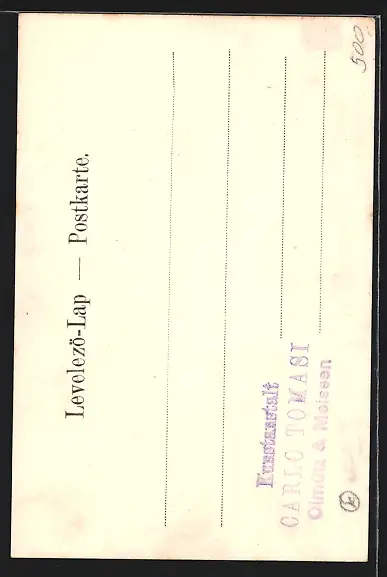 Levelező-Lap — Postkarte.
Kunstanstalt
CARLO TOMASI
Olmütz & Meissen
500